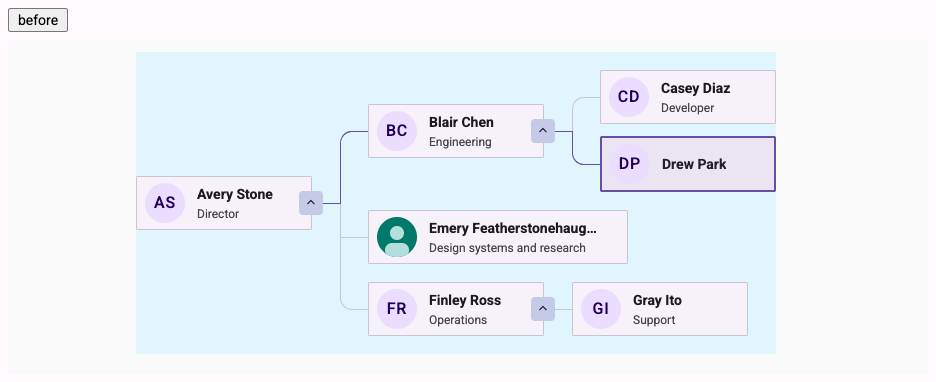 before
AS
Avery Stone
Director
BC
Blair Chen
Engineering
CD
Casey Diaz
Developer
DP
Drew Park
Emery Featherstonehaug...
Design systems and research
FR
Finley Ross
Operations
GI
Gray Ito
Support